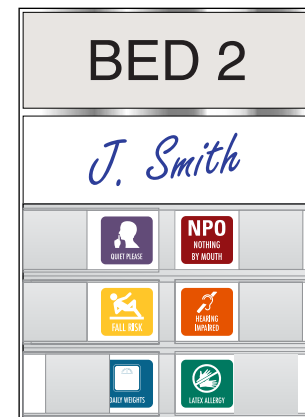 BED 2
J. Smith
QUIET PLEASE
NPO
NOTHING
BY MOUTH
FALL RISK
HEARING
IMPAIRED
DAILY WEIGHTS
LATEX ALLERGY